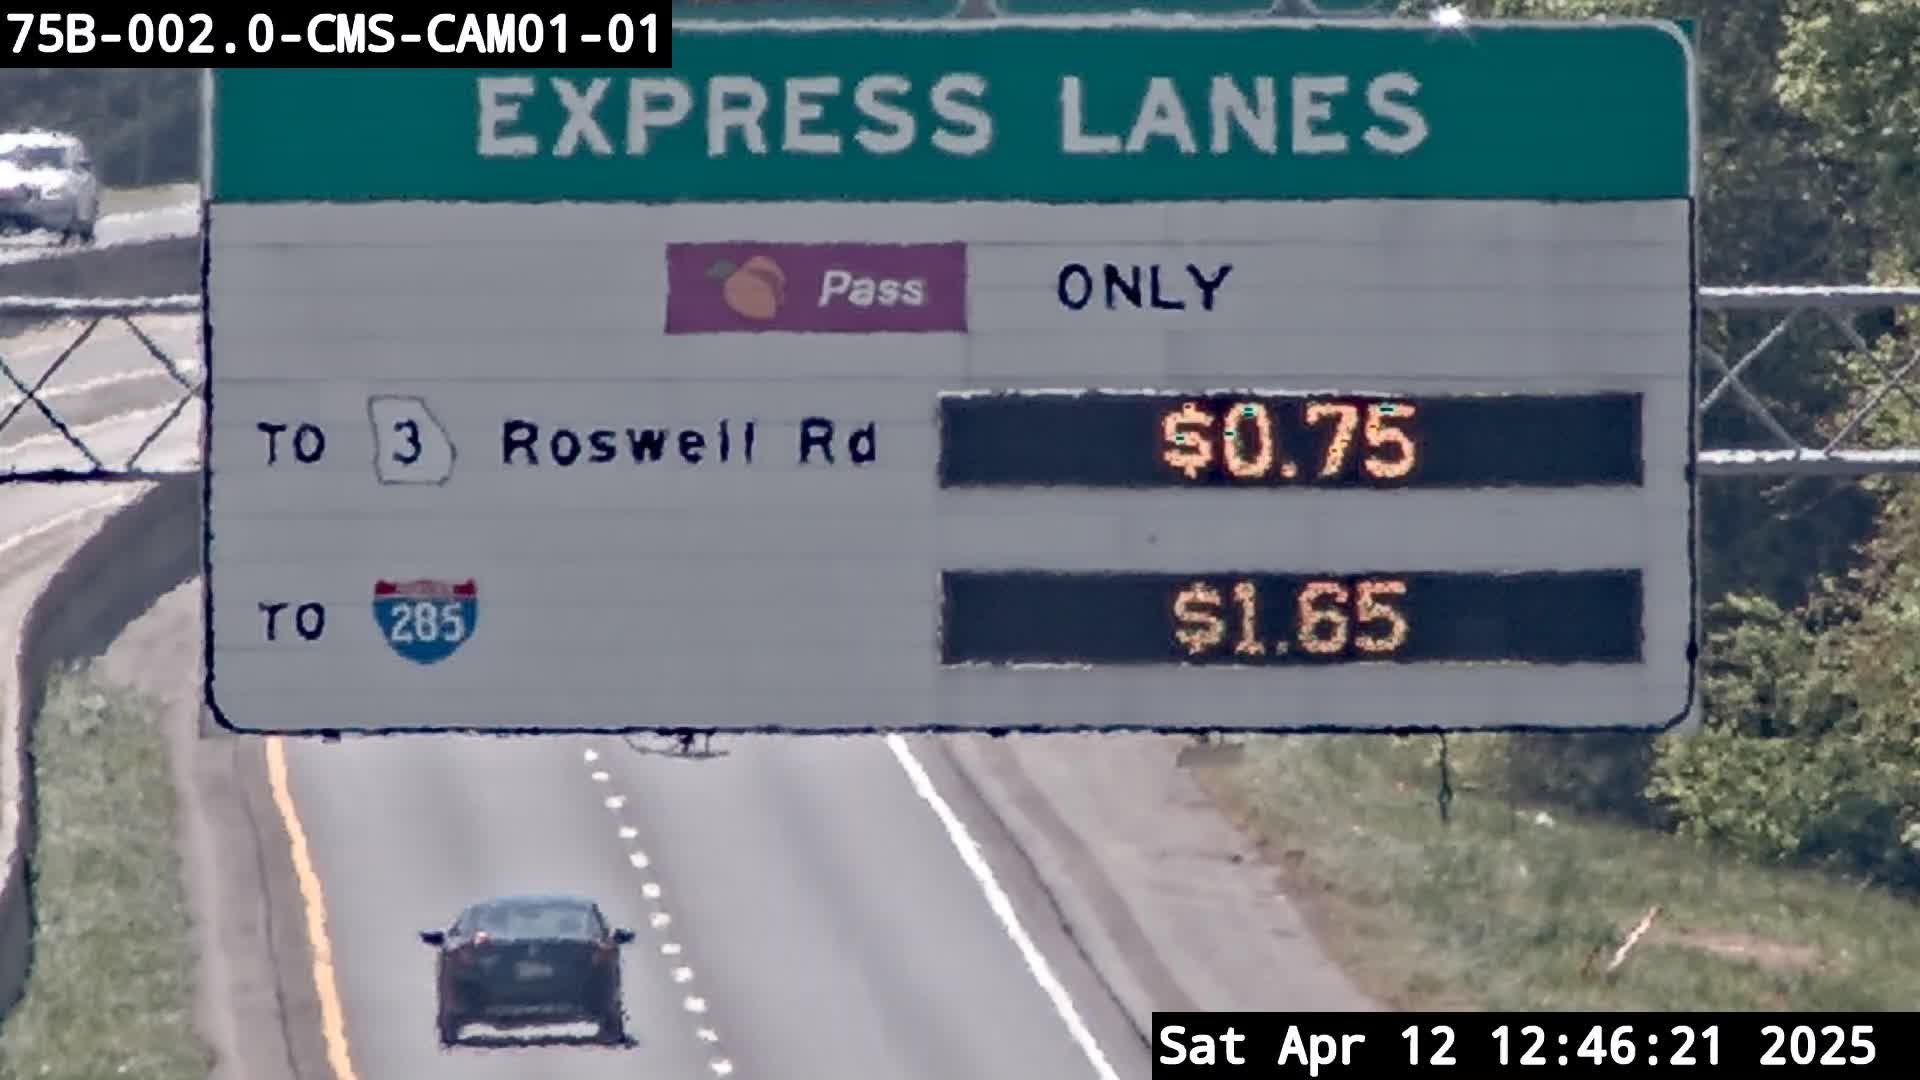 75B-002.0-CMS-CAM01-01
EXPRESS LANES
Pass ONLY
TO 3 Roswell Rd $0.75
TO 285 $1.65
Sat Apr 12 12:46:21 2025